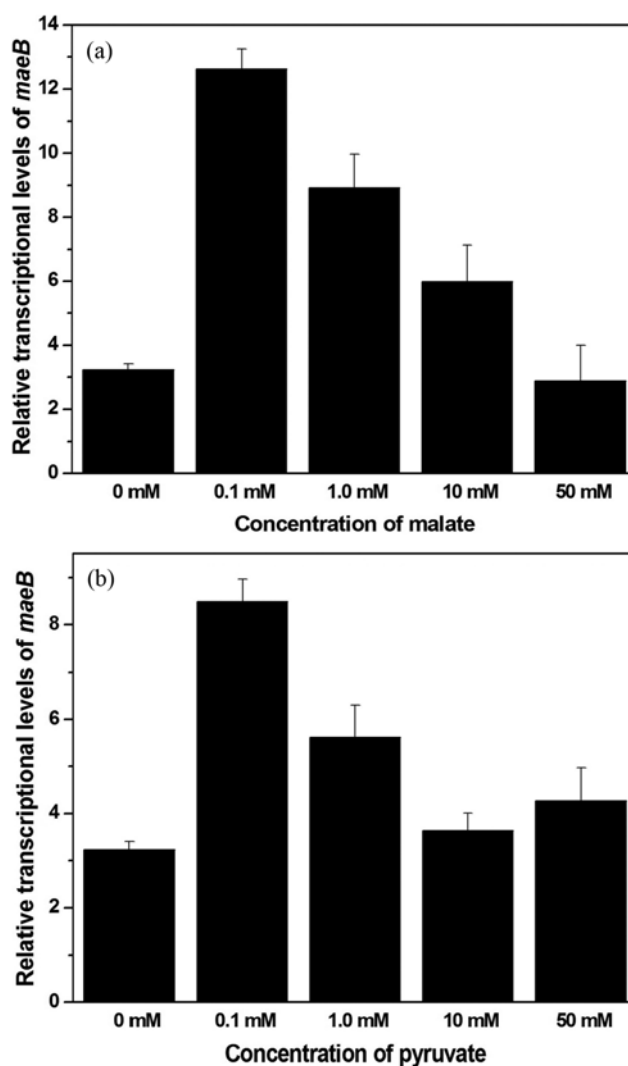 (a)
Relative transcriptional levels of maeB
14
12
10
8
6
4
2
0
0 mM 0.1 mM 1.0 mM 10 mM 50 mM
Concentration of malate
(b)
Relative transcriptional levels of maeB
8
6
4
2
0
0 mM 0.1 mM 1.0 mM 10 mM 50 mM
Concentration of pyruvate